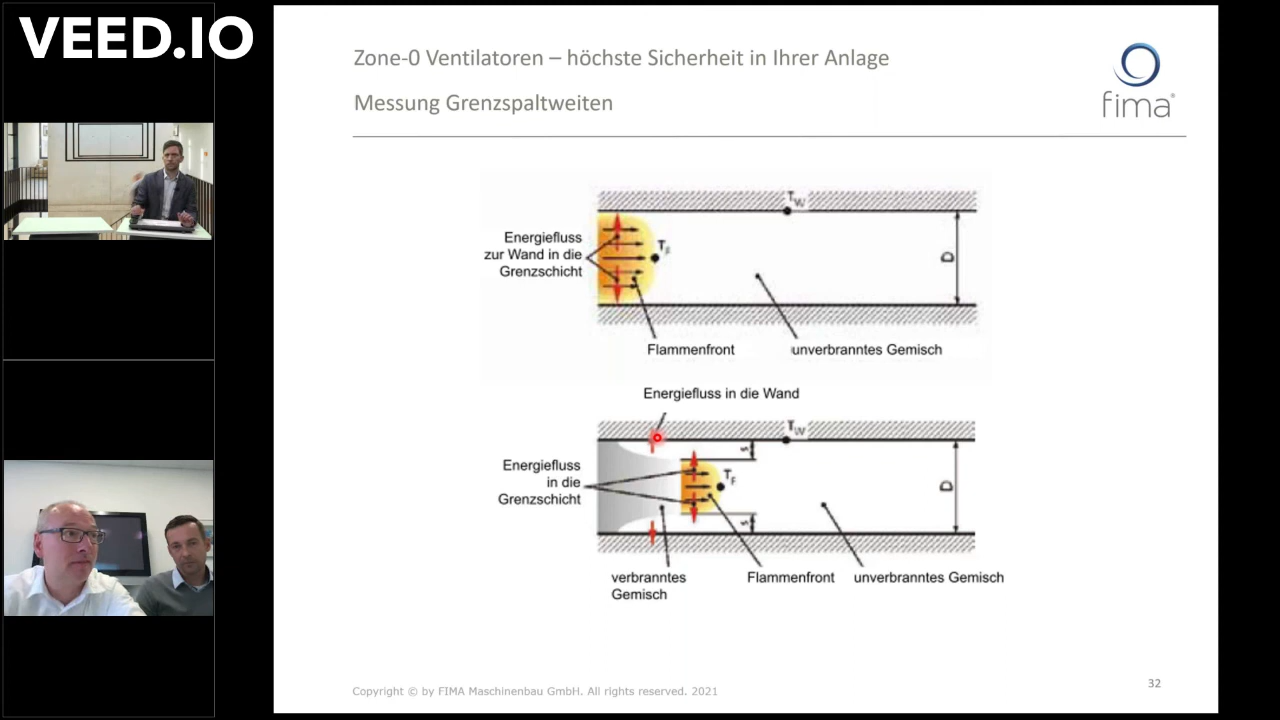 VEED.IO
Zone-0 Ventilatoren – höchste Sicherheit in Ihrer Anlage
Messung Grenzspaltweiten
fima®
Energiefluss
zur Wand in die
Grenzschicht
T_W
T_F
D
Flammenfront
unverbranntes Gemisch
Energiefluss in die Wand
T_W
Energiefluss
in die
Grenzschicht
s
T_F
D
s
verbranntes
Gemisch
Flammenfront
unverbranntes Gemisch
Copyright © by FIMA Maschinenbau GmbH. All rights reserved. 2021
32